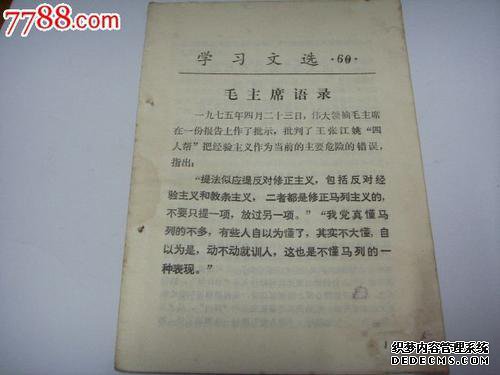 7788.com
学习文选 ·60·
毛主席语录
一九七五年四月二十三日，伟大领袖毛主席
在一份报告上作了批示，批判了王张江姚“四
人帮”把经验主义作为当前的主要危险的错误，
指出：
“提法似应提反对修正主义，包括反对经
验主义和教条主义，二者都是修正马列主义的，
不要只提一项，放过另一项。”“我党真懂马
列的不多，有些人自以为懂了，其实不大懂，自
以为是，动不动就训人，这也是不懂马列的一
种表现。”
1
织梦内容管理系统
DEDECMS.COM